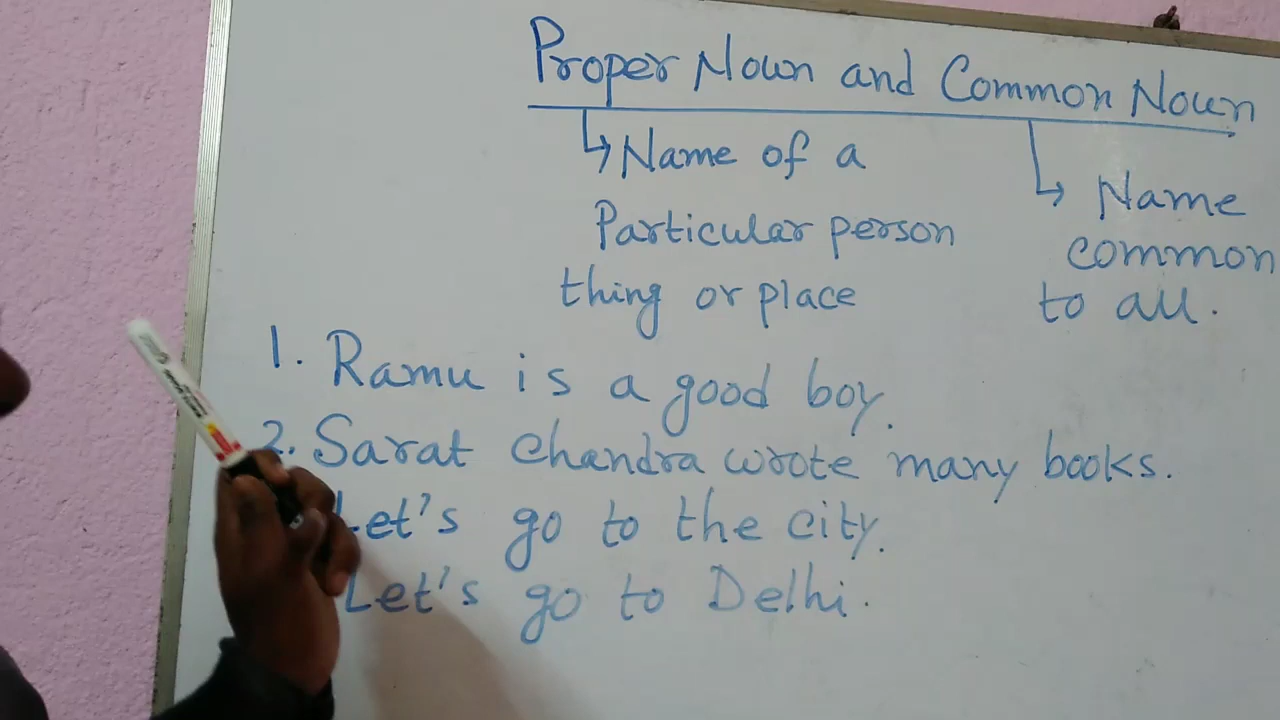 Proper Noun and Common Noun
↳ Name of a
Particular person
thing or place
↳ Name
common
to all.
1. Ramu is a good boy.
2. Sarat Chandra wrote many books.
Let's go to the city.
Let's go to Delhi.